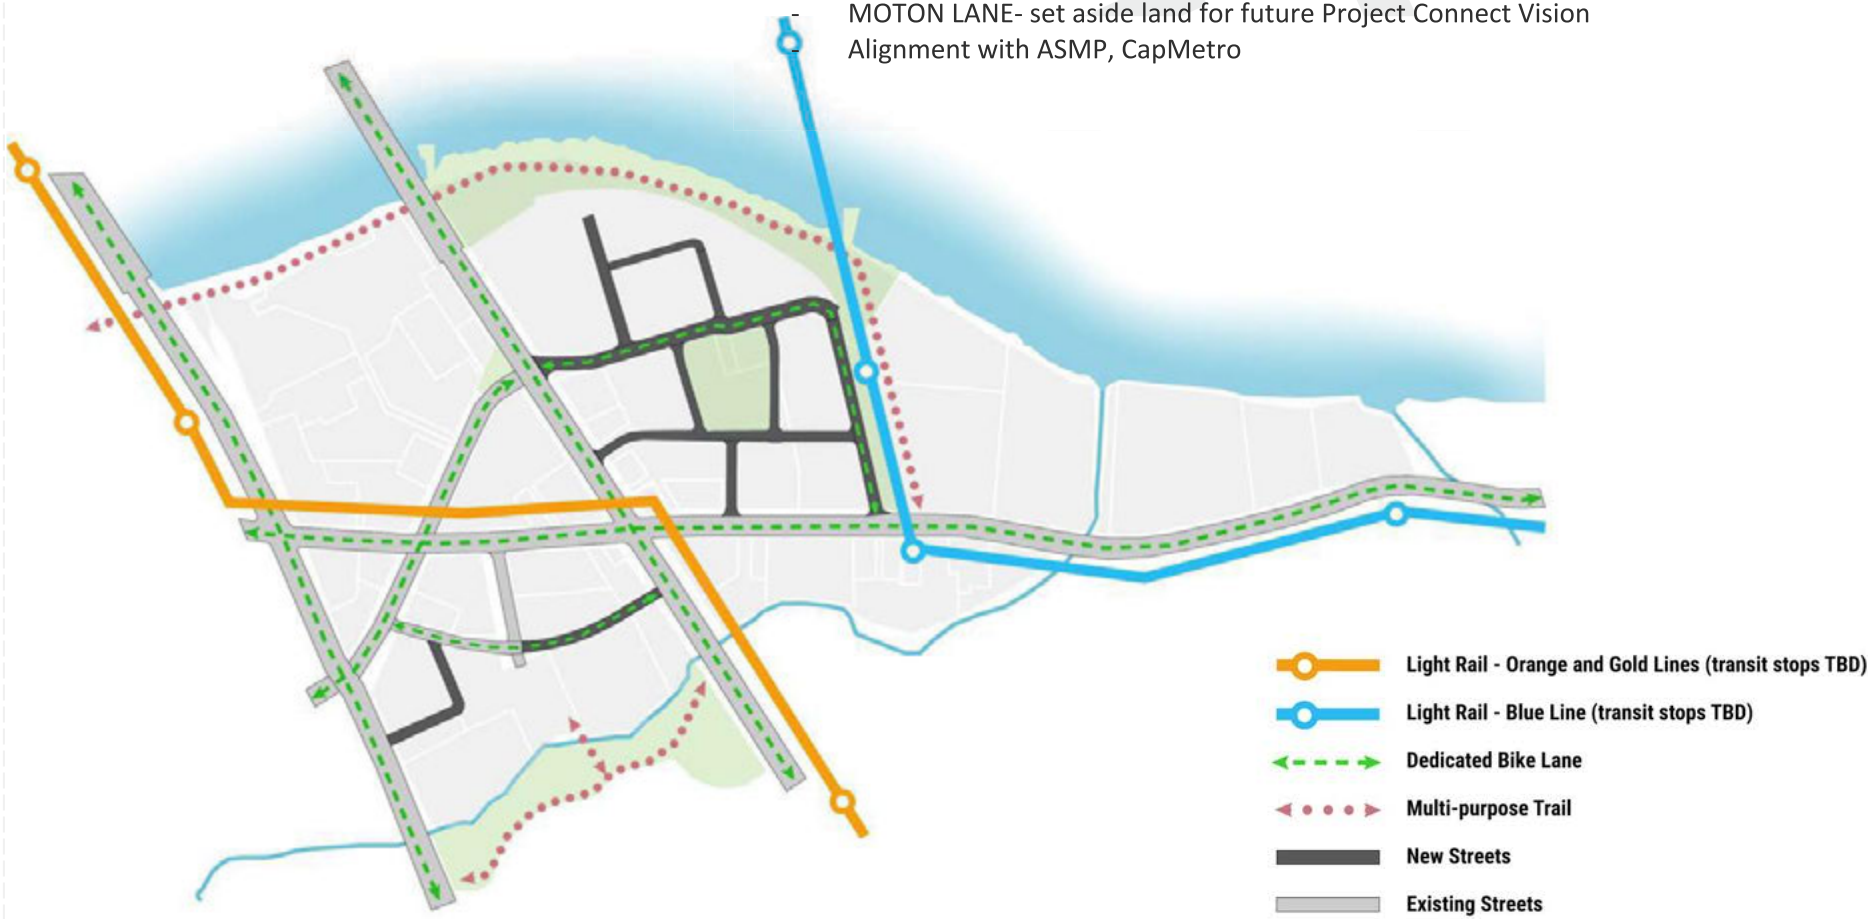 - MOTON LANE- set aside land for future Project Connect Vision
- Alignment with ASMP, CapMetro
Light Rail - Orange and Gold Lines (transit stops TBD)
Light Rail - Blue Line (transit stops TBD)
Dedicated Bike Lane
Multi-purpose Trail
New Streets
Existing Streets